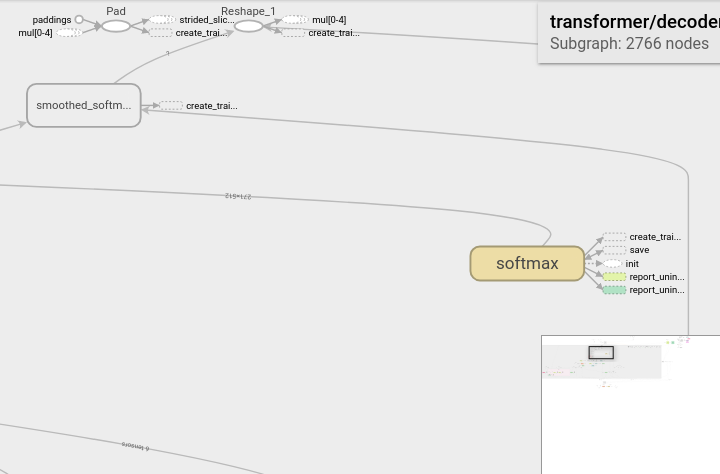 Pad
Reshape_1
paddings
strided_slic...
mul[0-4]
mul[0-4]
create_trai...
create_trai...
transformer/decoder
Subgraph: 2766 nodes
smoothed_softm...
create_trai...
271×512
softmax
create_trai...
save
init
report_unin...
report_unin...
6 tensors